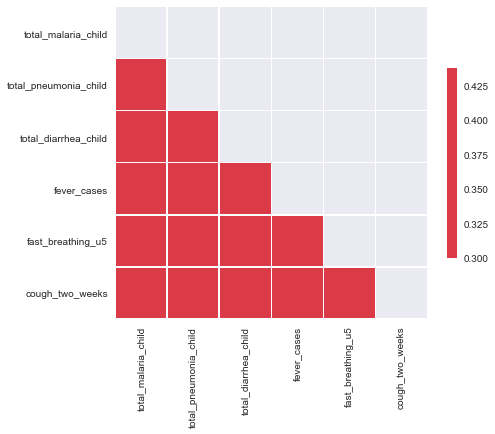 total_malaria_child
total_pneumonia_child
total_diarrhea_child
fever_cases
fast_breathing_u5
cough_two_weeks
total_malaria_child
total_pneumonia_child
total_diarrhea_child
fever_cases
fast_breathing_u5
cough_two_weeks
0.425
0.400
0.375
0.350
0.325
0.300